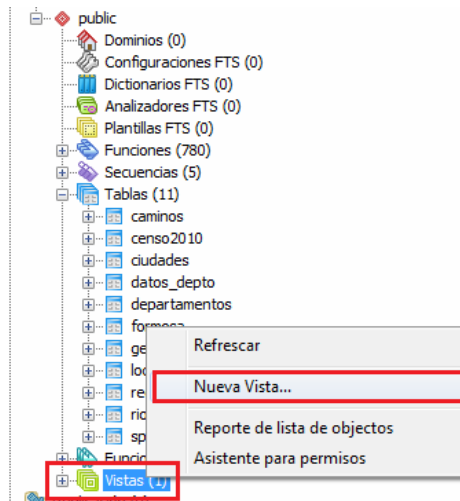 public
Dominios (0)
Configuraciones FTS (0)
Dictionarios FTS (0)
Analizadores FTS (0)
Plantillas FTS (0)
Funciones (780)
Secuencias (5)
Tablas (11)
caminos
censo2010
ciudades
datos_depto
departamentos
Refrescar
Nueva Vista...
Reporte de lista de objectos
Asistente para permisos
Vistas (1)